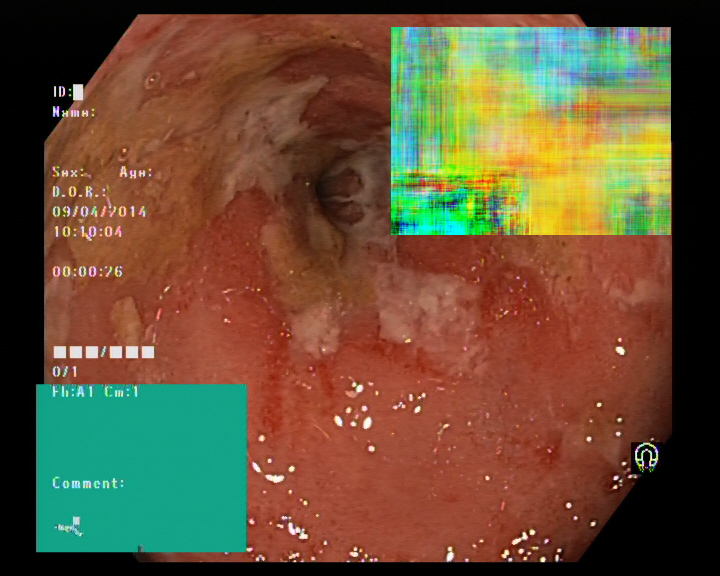 ID:
Name:
Sex: Age:
D.O.B.:
09/04/2014
10:10:04
00:00:26
■■■/■■■
0/1
Eh:A1 Cm:1
Comment: